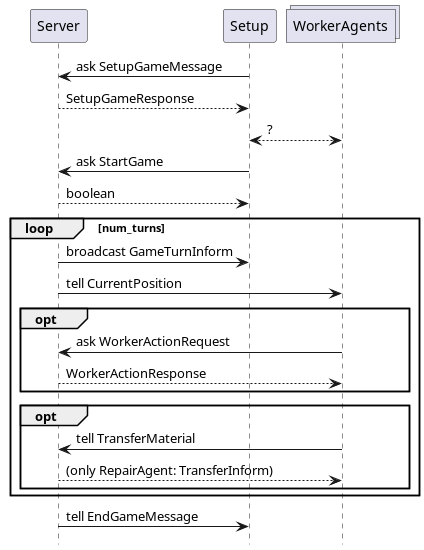 Server Setup WorkerAgents
ask SetupGameMessage
SetupGameResponse
?
ask StartGame
boolean
loop [num_turns]
broadcast GameTurnInform
tell CurrentPosition
opt
ask WorkerActionRequest
WorkerActionResponse
opt
tell TransferMaterial
(only RepairAgent: TransferInform)
tell EndGameMessage